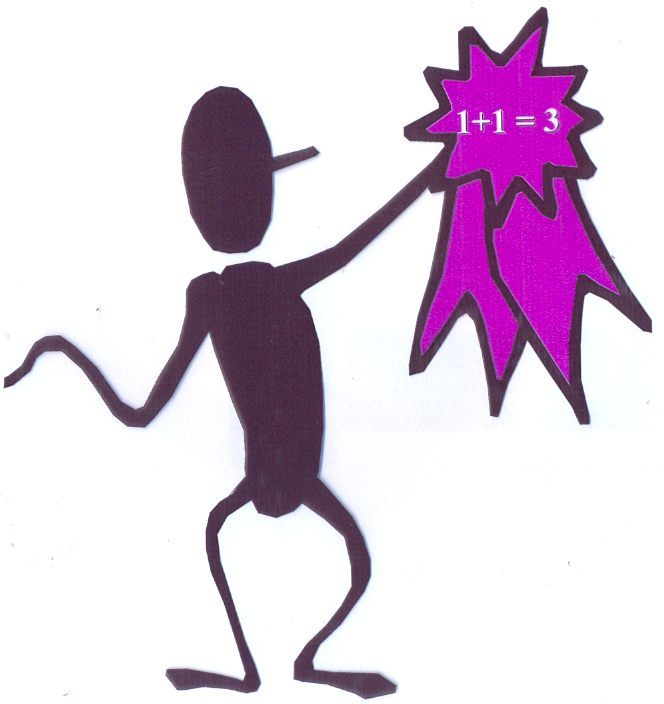 1+1 = 3